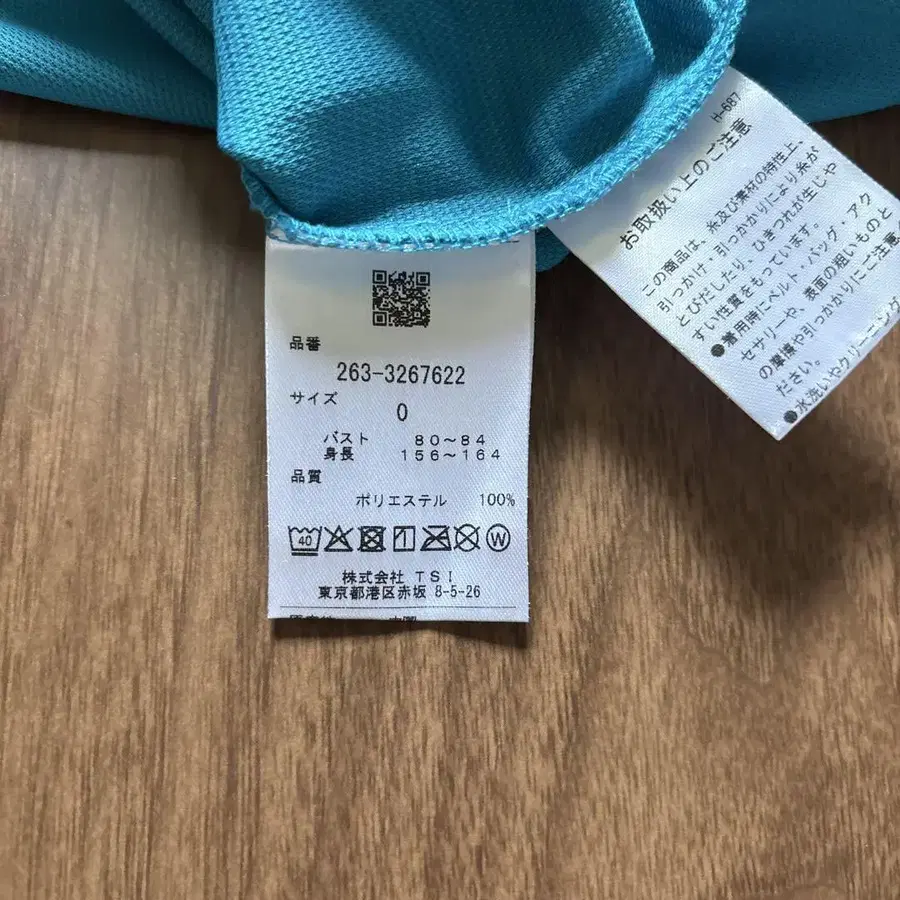 品番
263-3267622
サイズ
0
バスト 80～84
身長 156～164
品質
ポリエステル 100%
40
W
株式会社 TSI
東京都港区赤坂 8-5-26
H-687
お取扱い上のご注意
この商品は、糸及び素材の特性上、
引っかけ・引っかかりにより糸が
とびだしたり、ひきつれが生じや
すい性質をもっています。
●着用時にベルト・バッグ・アク
セサリーや、表面の粗いものと
の摩擦や引っかかりにご注意
ください。
●水洗いやクリーニング